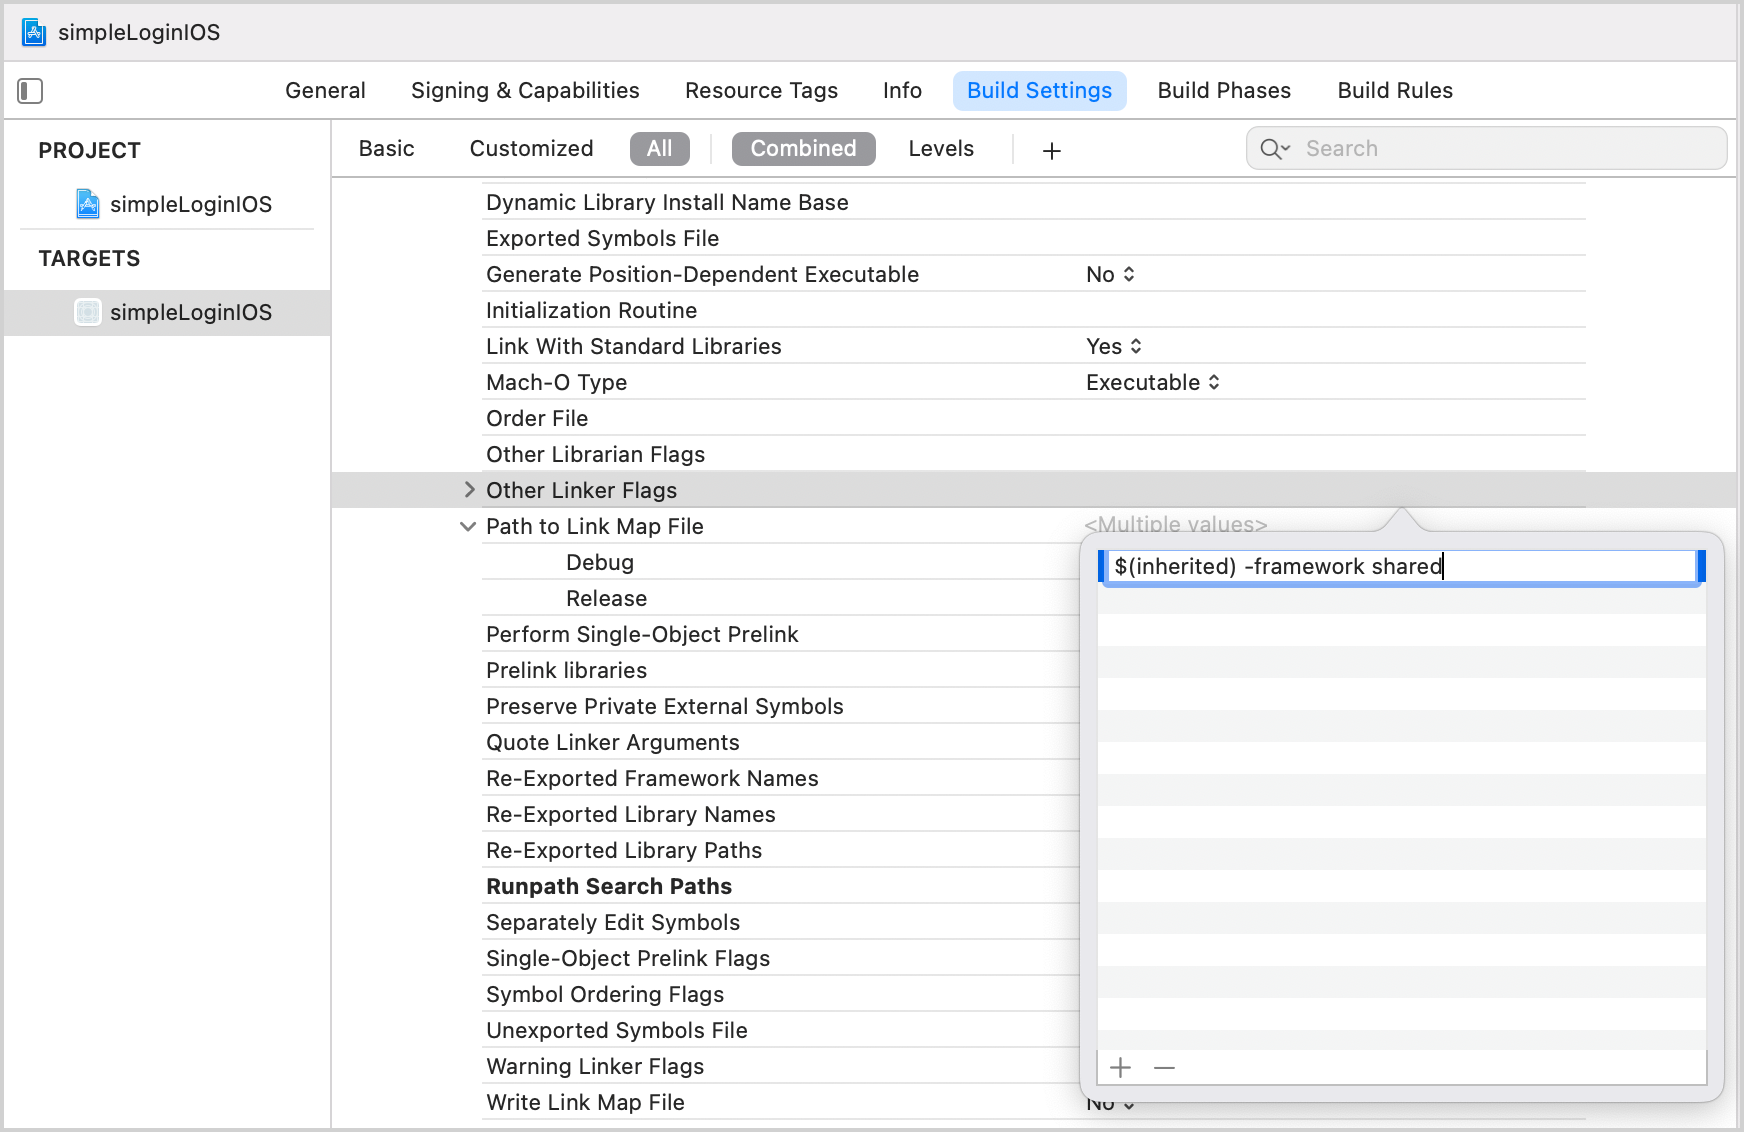 simpleLoginIOS
General Signing & Capabilities Resource Tags Info Build Settings Build Phases Build Rules
PROJECT
simpleLoginIOS
TARGETS
simpleLoginIOS
Basic Customized All Combined Levels + Search
Dynamic Library Install Name Base
Exported Symbols File
Generate Position-Dependent Executable No
Initialization Routine
Link With Standard Libraries Yes
Mach-O Type Executable
Order File
Other Librarian Flags
Other Linker Flags
Path to Link Map File <Multiple values>
Debug
Release
Perform Single-Object Prelink
Prelink libraries
Preserve Private External Symbols
Quote Linker Arguments
Re-Exported Framework Names
Re-Exported Library Names
Re-Exported Library Paths
Runpath Search Paths
Separately Edit Symbols
Single-Object Prelink Flags
Symbol Ordering Flags
Unexported Symbols File
Warning Linker Flags
Write Link Map File No
$(inherited) -framework shared
+ —